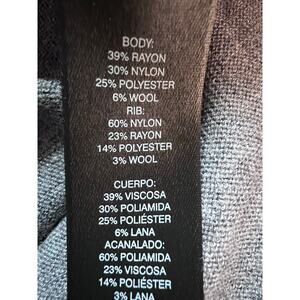 BODY:
39% RAYON
30% NYLON
25% POLYESTER
6% WOOL
RIB:
60% NYLON
23% RAYON
14% POLYESTER
3% WOOL
CUERPO:
39% VISCOSA
30% POLIAMIDA
25% POLIÉSTER
6% LANA
ACANALADO:
60% POLIAMIDA
23% VISCOSA
14% POLIÉSTER
3% LANA